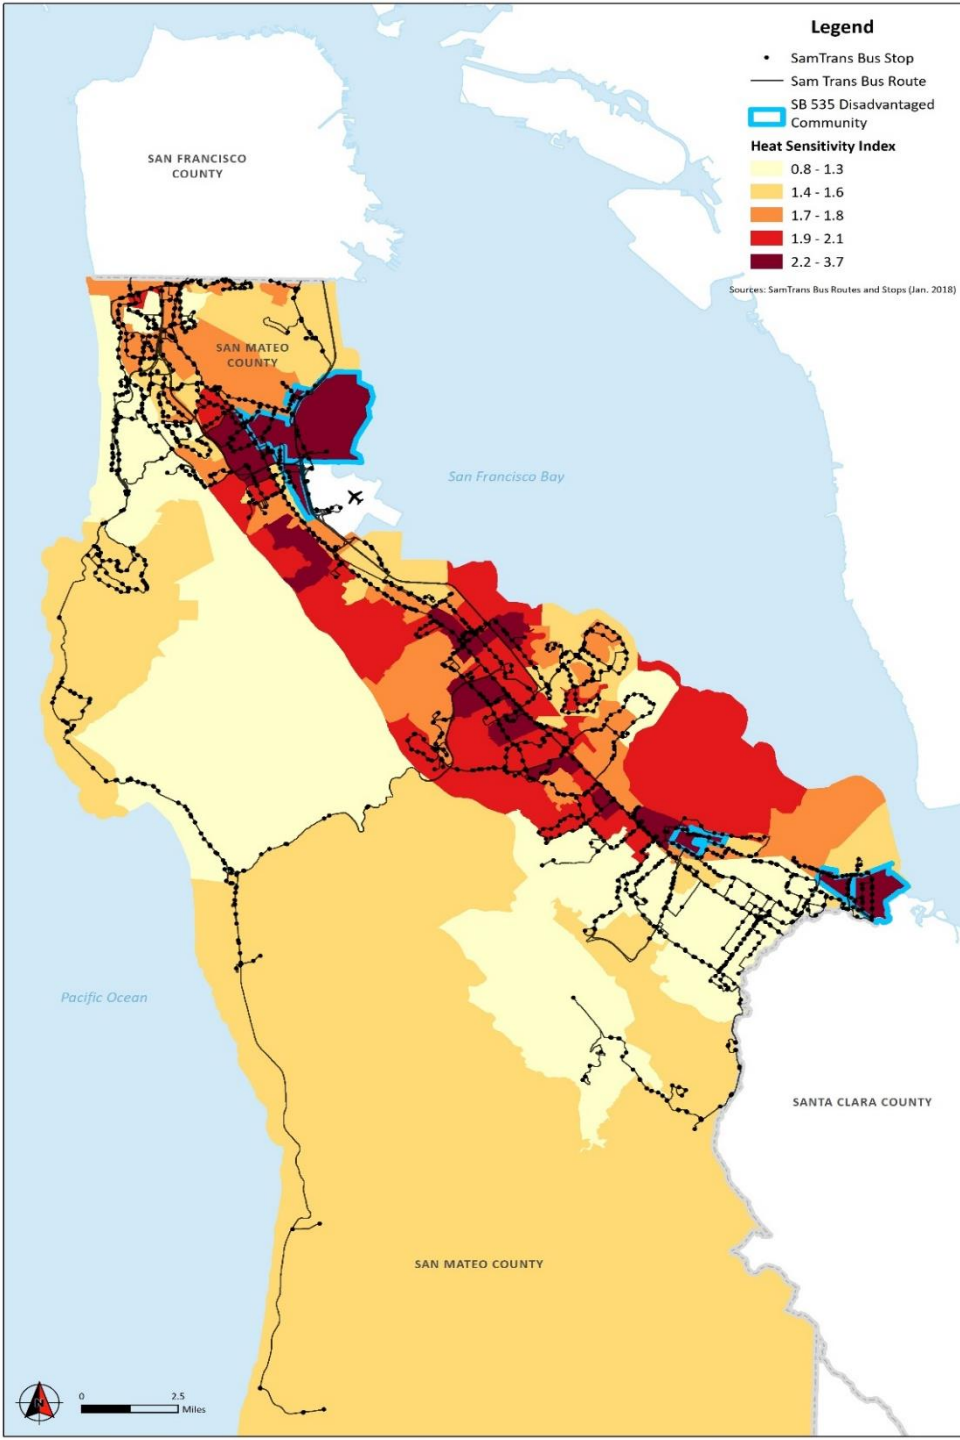 Legend
SamTrans Bus Stop
Sam Trans Bus Route
SB 535 Disadvantaged
Community
Heat Sensitivity Index
0.8 - 1.3
1.4 - 1.6
1.7 - 1.8
1.9 - 2.1
2.2 - 3.7
Sources: SamTrans Bus Routes and Stops (Jan. 2018)
SAN FRANCISCO
COUNTY
SAN MATEO
COUNTY
San Francisco Bay
Pacific Ocean
SANTA CLARA COUNTY
SAN MATEO COUNTY
N
0 2.5
Miles